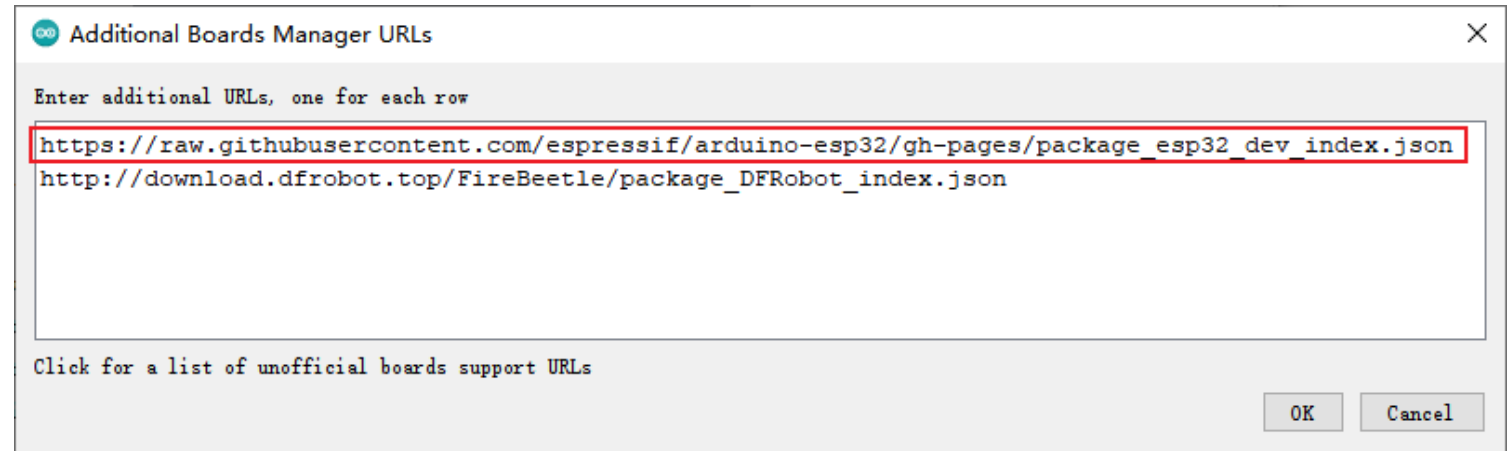 Additional Boards Manager URLs
Enter additional URLs, one for each row
https://raw.githubusercontent.com/espressif/arduino-esp32/gh-pages/package_esp32_dev_index.json
http://download.dfrobot.top/FireBeetle/package_DFRobot_index.json
Click for a list of unofficial boards support URLs
OK Cancel